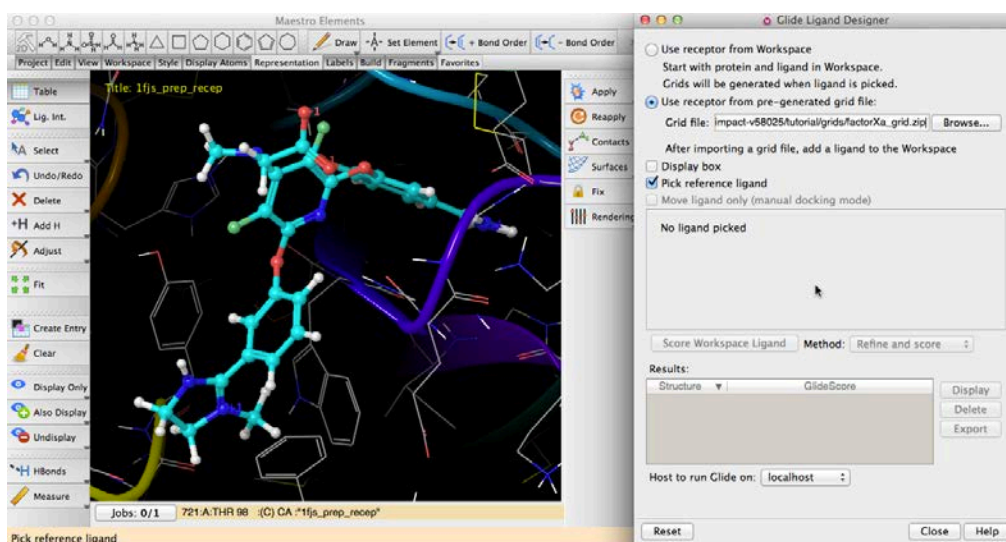 Maestro Elements
Draw Set Element + Bond Order - Bond Order
Project Edit View Workspace Style Display Atoms Representation Labels Build Fragments Favorites
Table
Lig. Int.
Select
Undo/Redo
Delete
+H Add H
Adjust
Fit
Create Entry
Clear
Display Only
Also Display
Undisplay
HBonds
Measure
Title: 1fjs_prep_recep
Apply
Reapply
Contacts
Surfaces
Fix
Rendering
Jobs: 0/1 721:A:THR 98 :(C) CA :"1fjs_prep_recep"
Pick reference ligand
Glide Ligand Designer
Use receptor from Workspace
Start with protein and ligand in Workspace.
Grids will be generated when ligand is picked.
Use receptor from pre-generated grid file:
Grid file: impact-v58025/tutorial/grids/factorXa_grid.zip Browse...
After importing a grid file, add a ligand to the Workspace
Display box
Pick reference ligand
Move ligand only (manual docking mode)
No ligand picked
Score Workspace Ligand Method: Refine and score
Results:
Structure GlideScore
Display
Delete
Export
Host to run Glide on: localhost
Reset Close Help